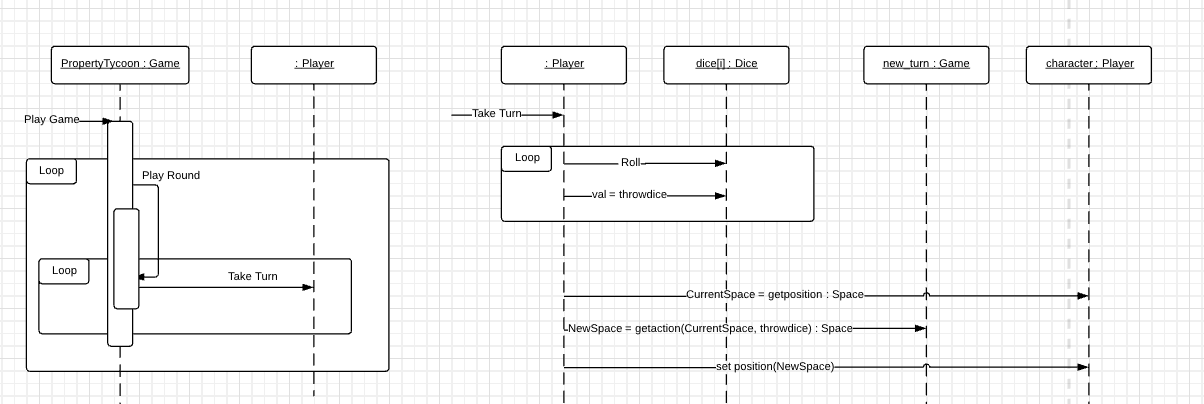 PropertyTycoon : Game
: Player
: Player
dice[i] : Dice
new_turn : Game
character : Player
Play Game
Take Turn
Loop
Play Round
Loop
Roll
val = throwdice
Loop
Take Turn
CurrentSpace = getposition : Space
NewSpace = getaction(CurrentSpace, throwdice) : Space
set position(NewSpace)